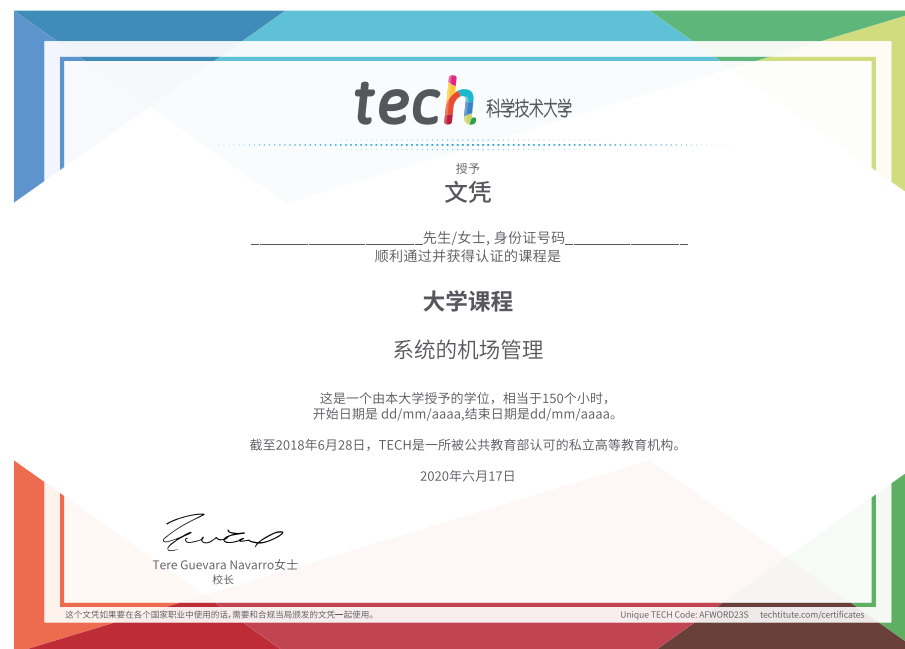 tech 科学技术大学
授予
文凭
______________________先生/女士, 身份证号码________________
顺利通过并获得认证的课程是
大学课程
系统的机场管理
这是一个由本大学授予的学位，相当于150个小时，
开始日期是 dd/mm/aaaa,结束日期是dd/mm/aaaa。
截至2018年6月28日，TECH是一所被公共教育部认可的私立高等教育机构。
2020年六月17日
Tere Guevara Navarro女士
校长
这个文凭如果要在各个国家职业中使用的话, 需要和合规当局颁发的文凭一起使用。
Unique TECH Code: AFWORD23S techtitute.com/certificates